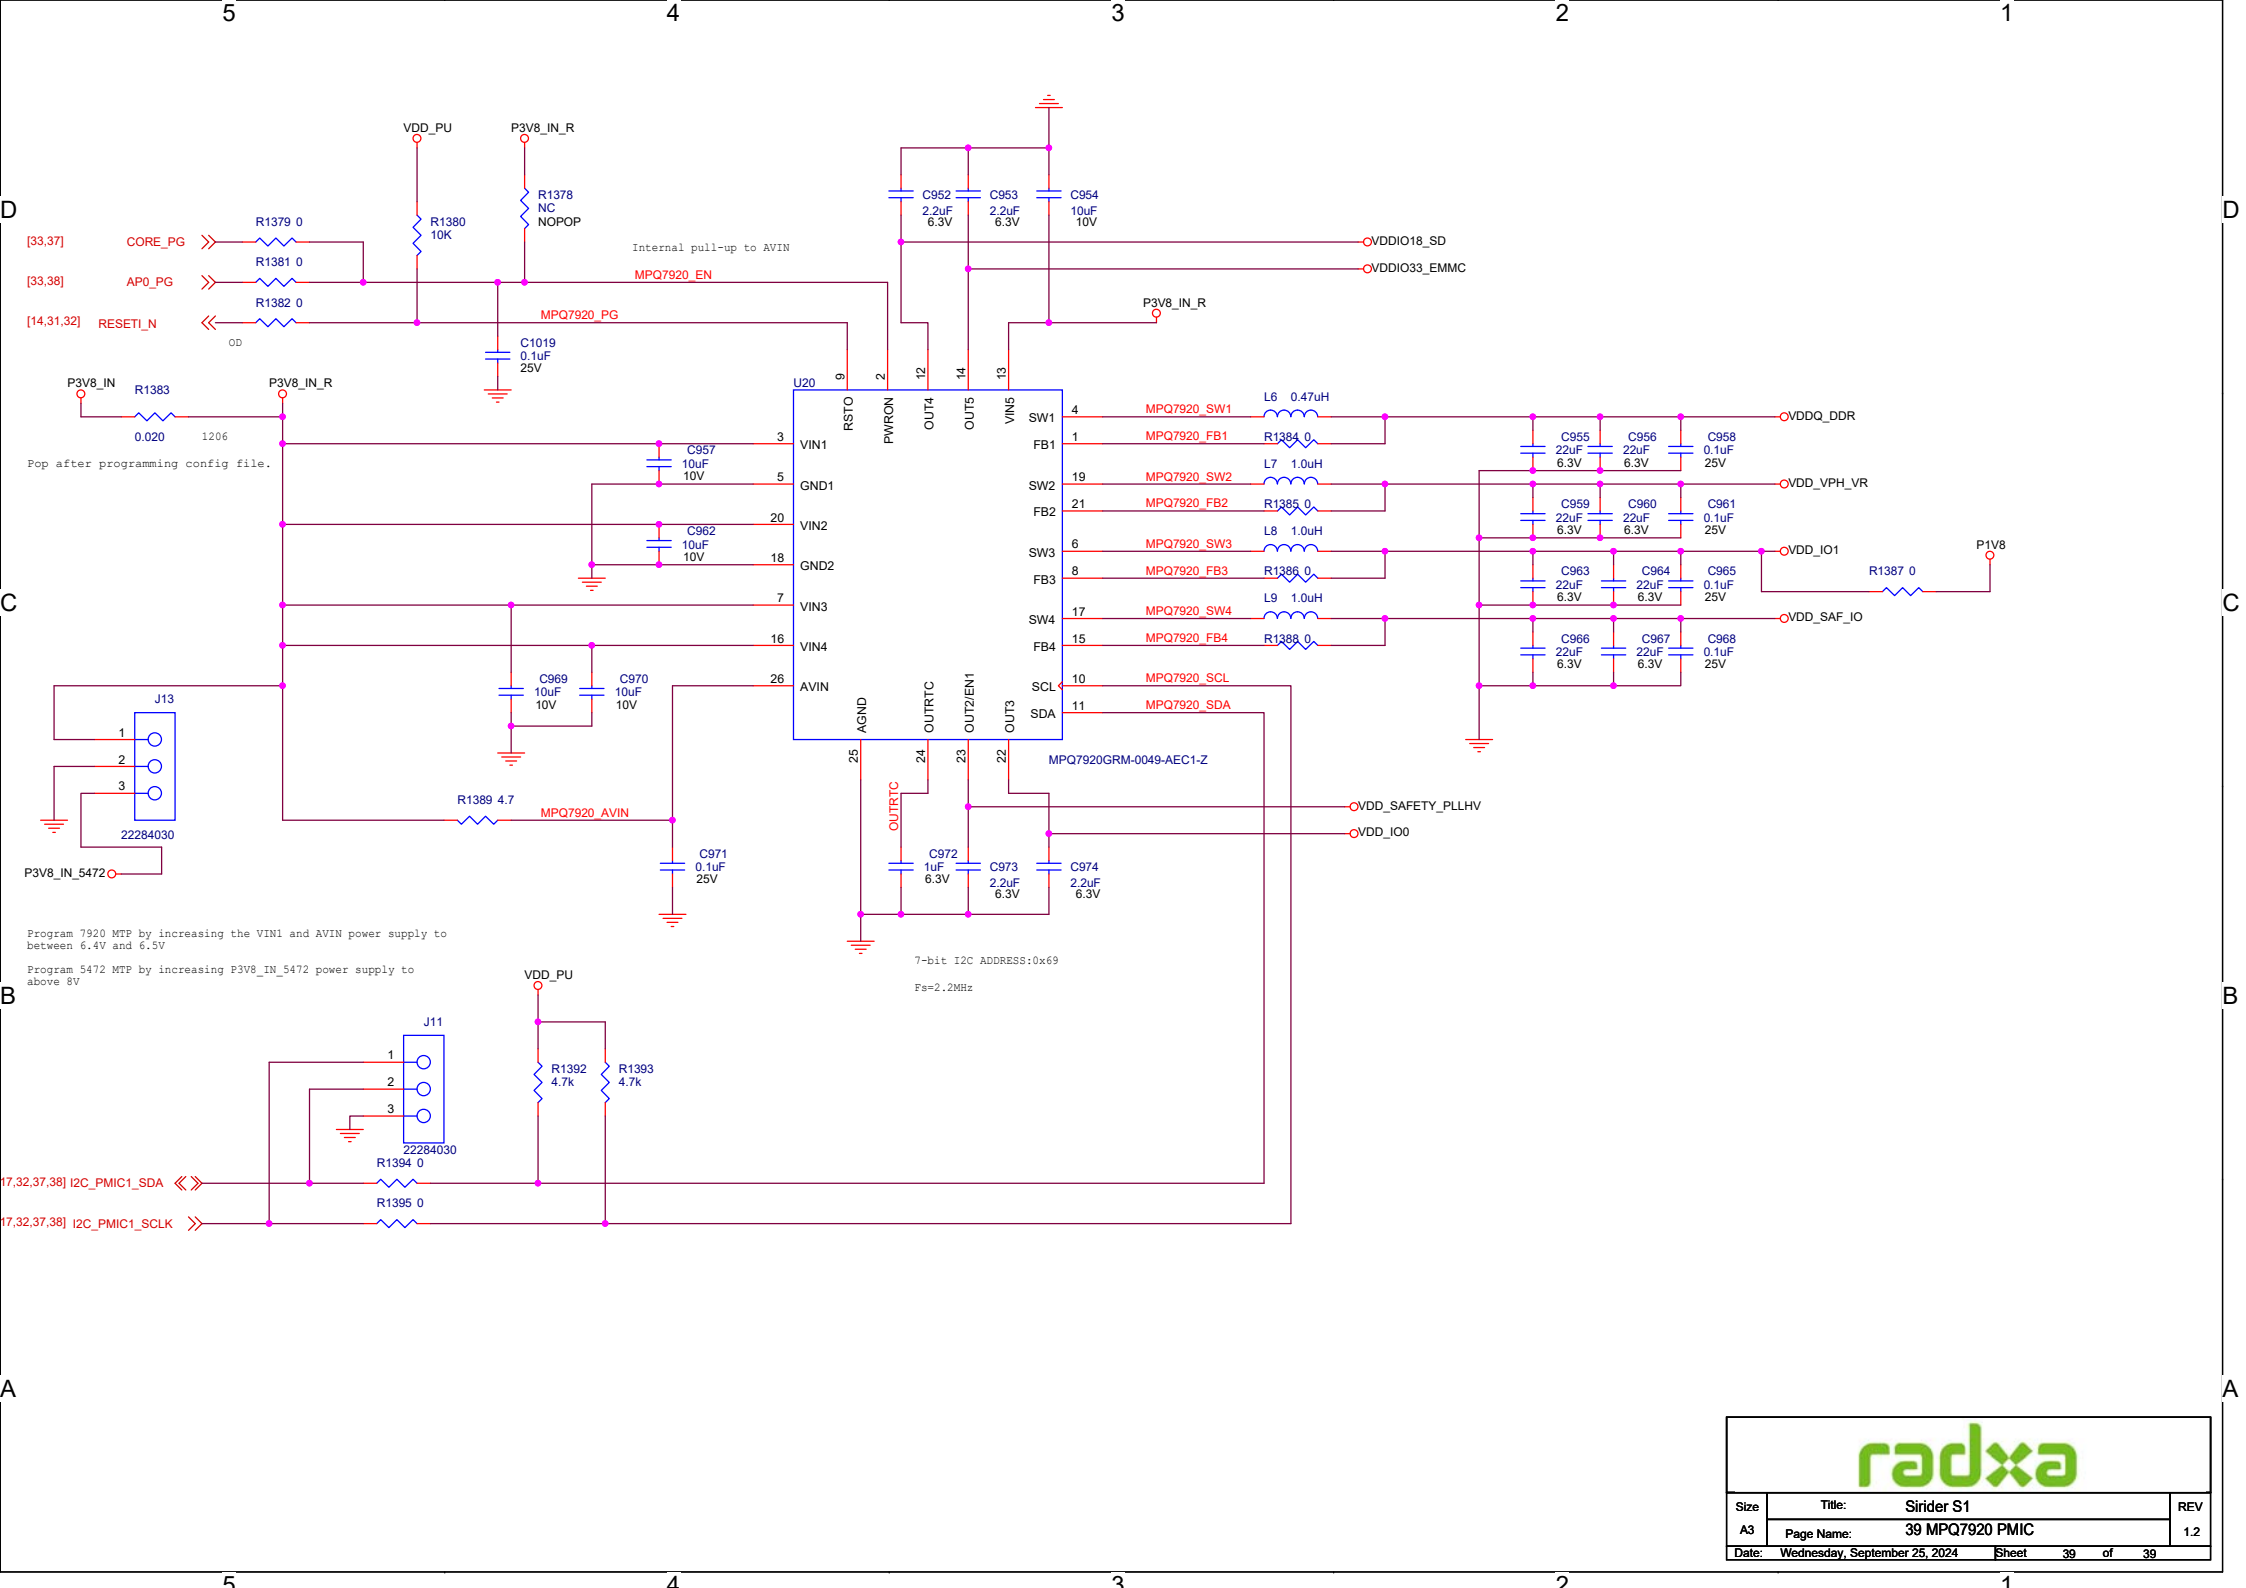 5 4 3 2 1
D D
C C
B B
A A
VDD_PU
P3V8_IN_R
R1378
NC
NOPOP
R1380
10K
[33,37] CORE_PG
R1379 0
[33,38] AP0_PG
R1381 0
[14,31,32] RESETI_N
R1382 0
OD
Internal pull-up to AVIN
MPQ7920_EN
MPQ7920_PG
C1019
0.1uF
25V
C952
2.2uF
6.3V
C953
2.2uF
6.3V
C954
10uF
10V
VDDIO18_SD
VDDIO33_EMMC
P3V8_IN_R
P3V8_IN
R1383
0.020 1206
P3V8_IN_R
Pop after programming config file.
U20
9 RSTO
2 PWRON
12 OUT4
14 OUT5
13 VIN5
3 VIN1
5 GND1
20 VIN2
18 GND2
7 VIN3
16 VIN4
26 AVIN
C957
10uF
10V
C962
10uF
10V
C969
10uF
10V
C970
10uF
10V
SW1 4 MPQ7920_SW1 L6 0.47uH
FB1 1 MPQ7920_FB1 R1384 0
SW2 19 MPQ7920_SW2 L7 1.0uH
FB2 21 MPQ7920_FB2 R1385 0
SW3 6 MPQ7920_SW3 L8 1.0uH
FB3 8 MPQ7920_FB3 R1386 0
SW4 17 MPQ7920_SW4 L9 1.0uH
FB4 15 MPQ7920_FB4 R1388 0
SCL 10 MPQ7920_SCL
SDA 11 MPQ7920_SDA
VDDQ_DDR
C955
22uF
6.3V
C956
22uF
6.3V
C958
0.1uF
25V
VDD_VPH_VR
C959
22uF
6.3V
C960
22uF
6.3V
C961
0.1uF
25V
VDD_IO1
C963
22uF
6.3V
C964
22uF
6.3V
C965
0.1uF
25V
R1387 0
P1V8
VDD_SAF_IO
C966
22uF
6.3V
C967
22uF
6.3V
C968
0.1uF
25V
AGND 25
OUTRTC 24
OUT2/EN1 23
OUT3 22
MPQ7920GRM-0049-AEC1-Z
J13
1
2
3
22284030
P3V8_IN_5472
R1389 4.7
MPQ7920_AVIN
C971
0.1uF
25V
OUTRTC
C972
1uF
6.3V
C973
2.2uF
6.3V
C974
2.2uF
6.3V
VDD_SAFETY_PLLHV
VDD_IO0
Program 7920 MTP by increasing the VIN1 and AVIN power supply to
between 6.4V and 6.5V
Program 5472 MTP by increasing P3V8_IN_5472 power supply to
above 8V
7-bit I2C ADDRESS:0x69
Fs=2.2MHz
VDD_PU
R1392
4.7k
R1393
4.7k
J11
1
2
3
22284030
R1394 0
17,32,37,38] I2C_PMIC1_SDA
R1395 0
17,32,37,38] I2C_PMIC1_SCLK
radxa
Size
A3
Title: Sirider S1
Page Name: 39 MPQ7920 PMIC
REV
1.2
Date: Wednesday, September 25, 2024 Sheet 39 of 39
5 4 3 2 1